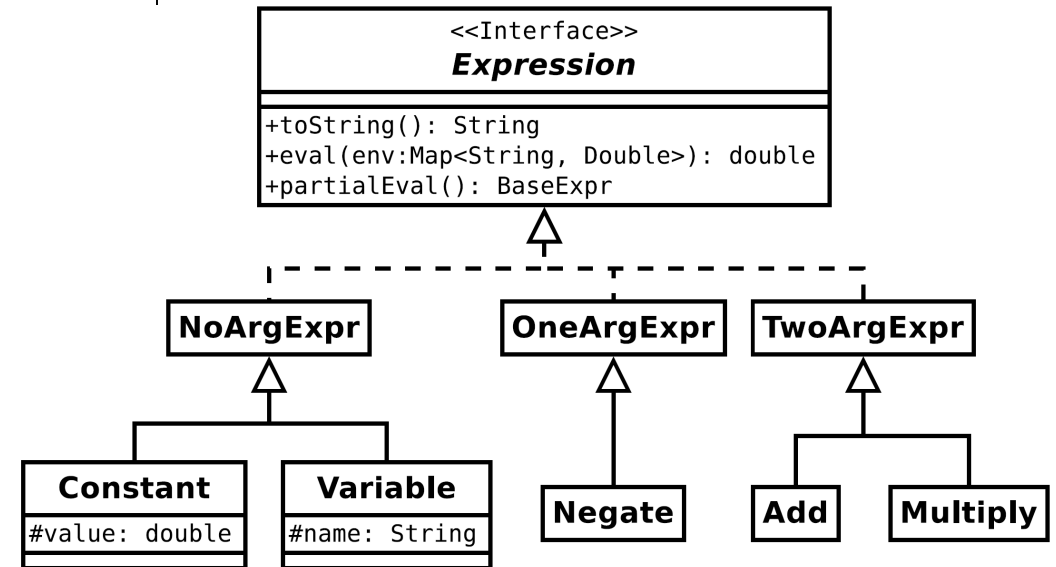 <<Interface>>
Expression
+toString(): String
+eval(env:Map<String, Double>): double
+partialEval(): BaseExpr
NoArgExpr
OneArgExpr
TwoArgExpr
Constant
#value: double
Variable
#name: String
Negate
Add
Multiply